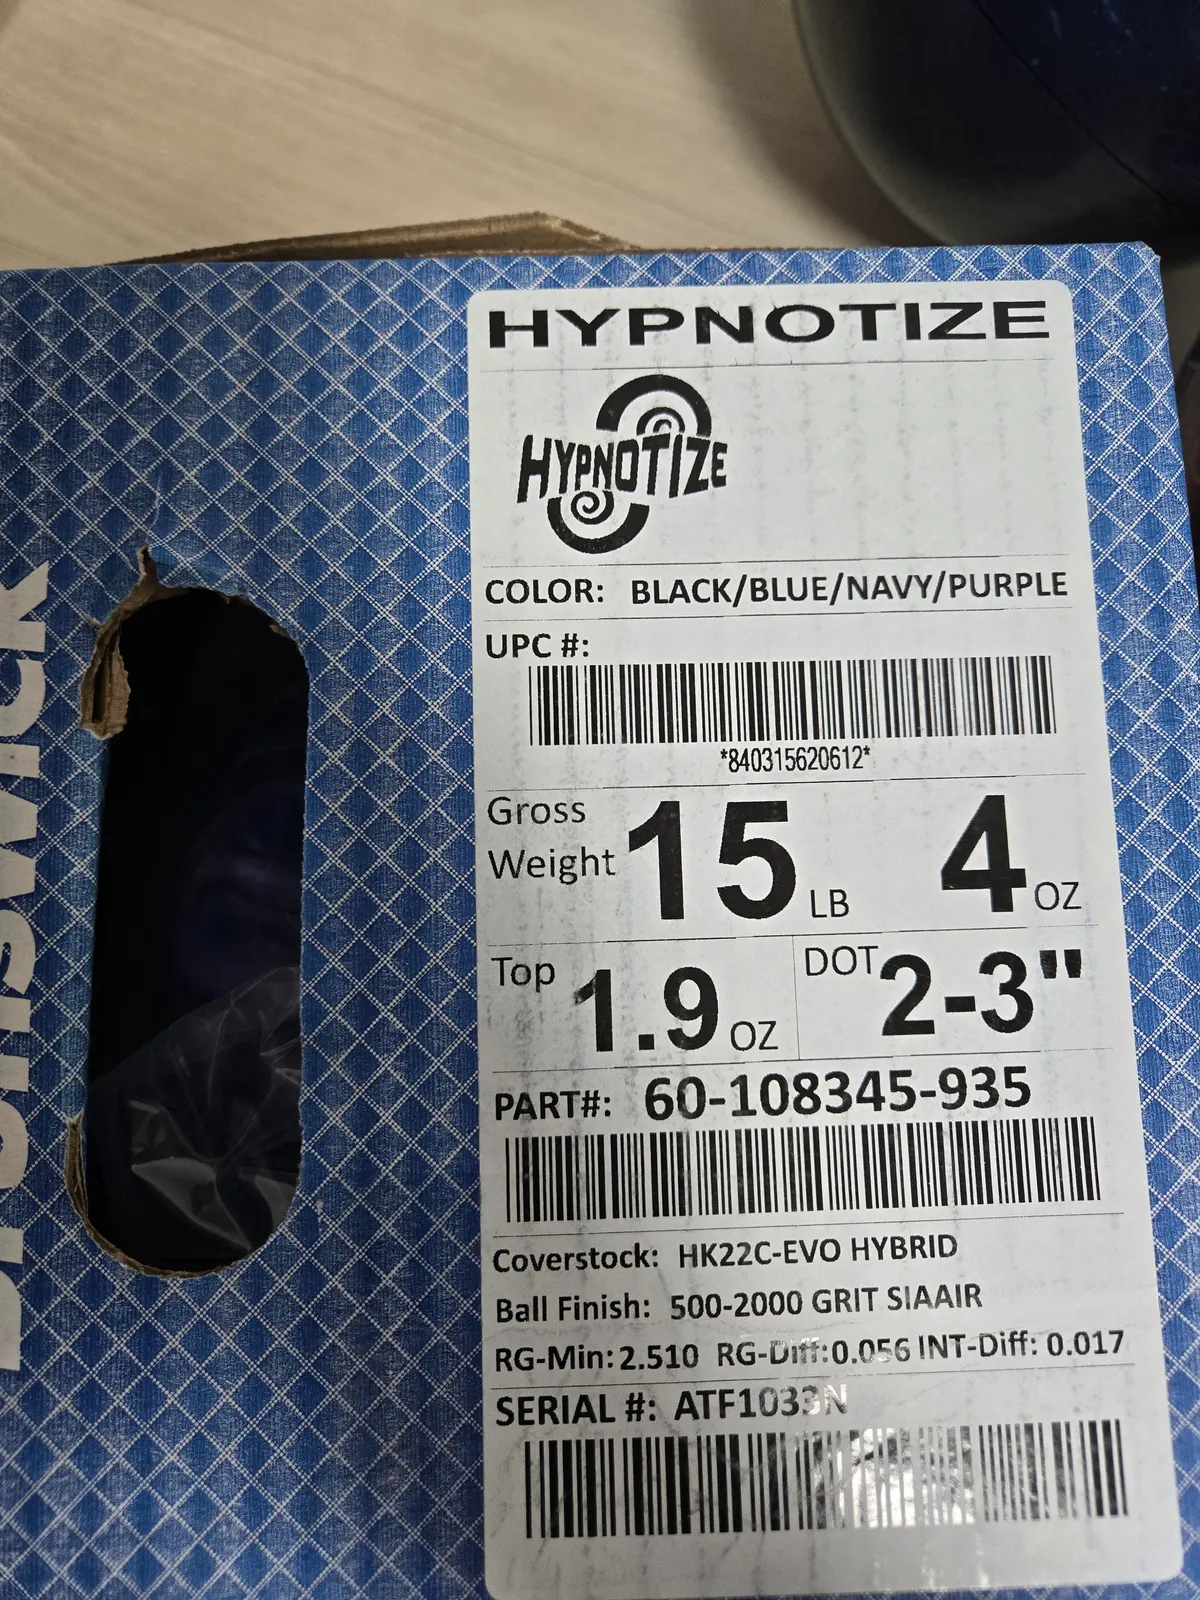 Brunswick
HYPNOTIZE
HYPNOTIZE
COLOR: BLACK/BLUE/NAVY/PURPLE
UPC #:
*840315620612*
Gross Weight 15 LB 4 OZ
Top 1.9 OZ DOT 2-3"
PART#: 60-108345-935
Coverstock: HK22C-EVO HYBRID
Ball Finish: 500-2000 GRIT SIAAIR
RG-Min: 2.510 RG-Diff: 0.056 INT-Diff: 0.017
SERIAL #: ATF1033N